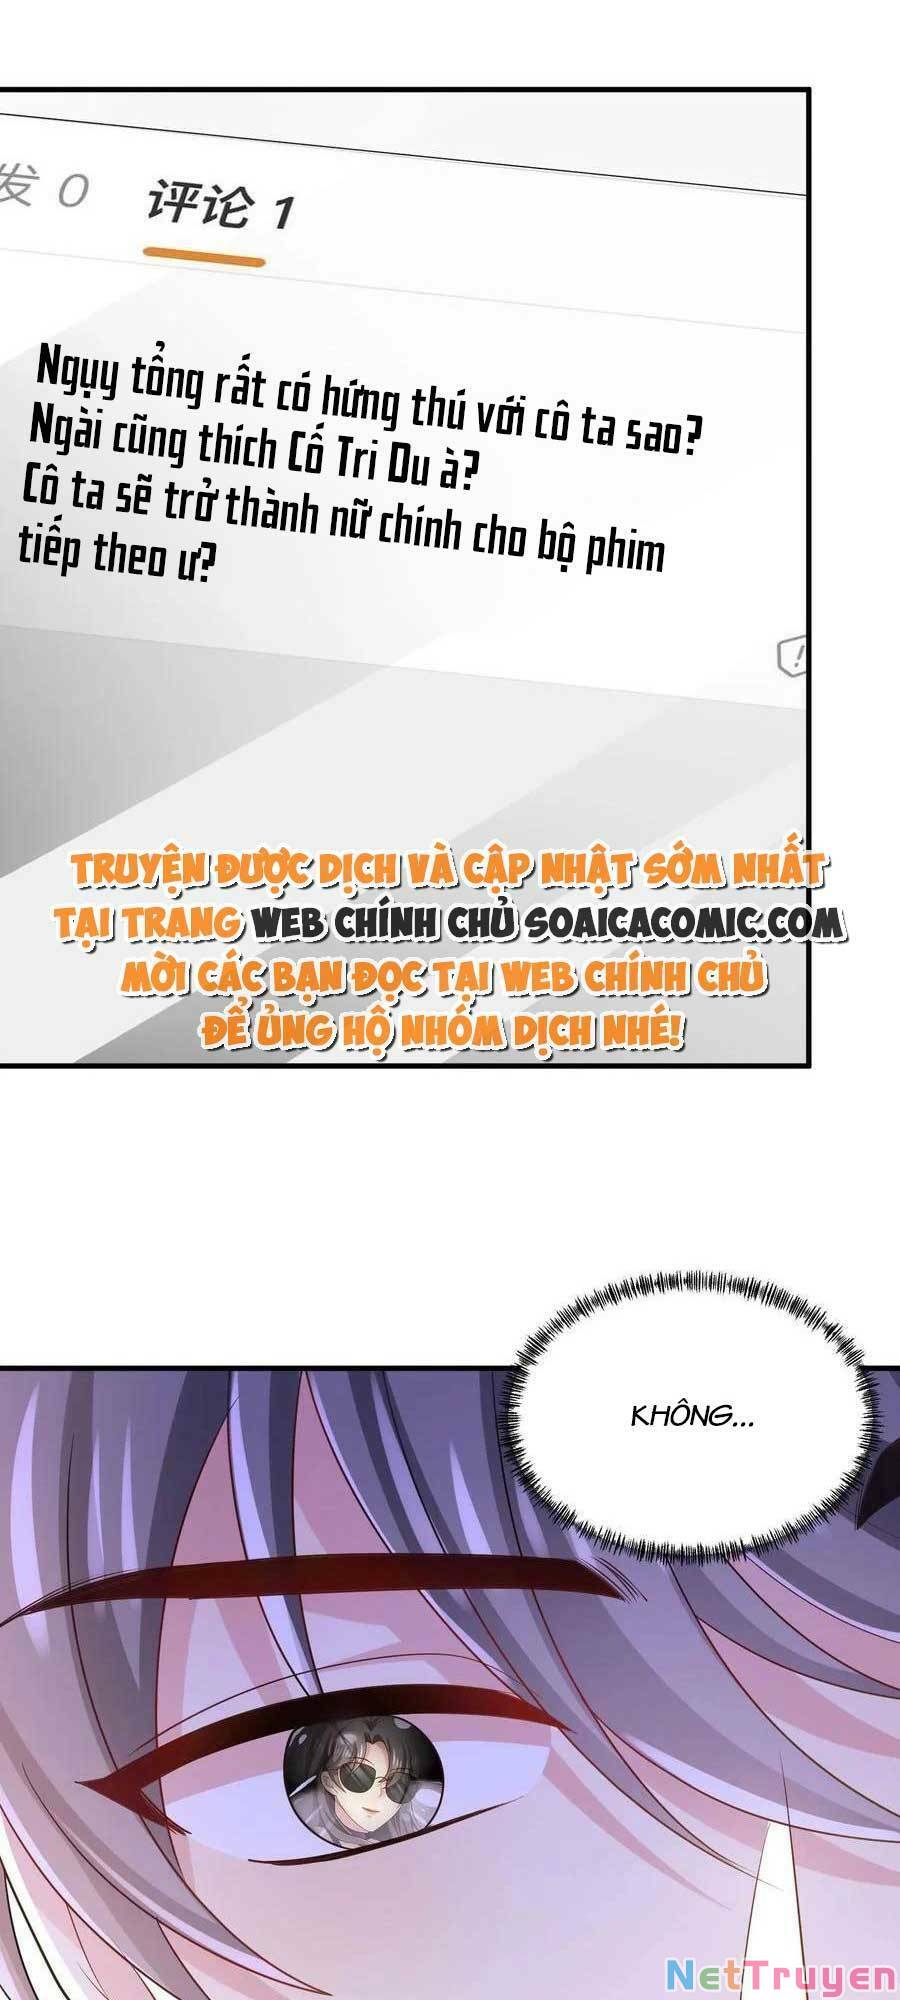 发 0 评论 1
Ngụy tổng rất có hứng thú với cô ta sao?
Ngài cũng thích Cố Tri Du à?
Cô ta sẽ trở thành nữ chính cho bộ phim
tiếp theo ư?
TRUYỆN ĐƯỢC DỊCH VÀ CẬP NHẬT SỚM NHẤT
TẠI TRANG WEB CHÍNH CHỦ SOAICACOMIC.COM
MỜI CÁC BẠN ĐỌC TẠI WEB CHÍNH CHỦ
ĐỂ ỦNG HỘ NHÓM DỊCH NHÉ!
KHÔNG...
NetTruyen